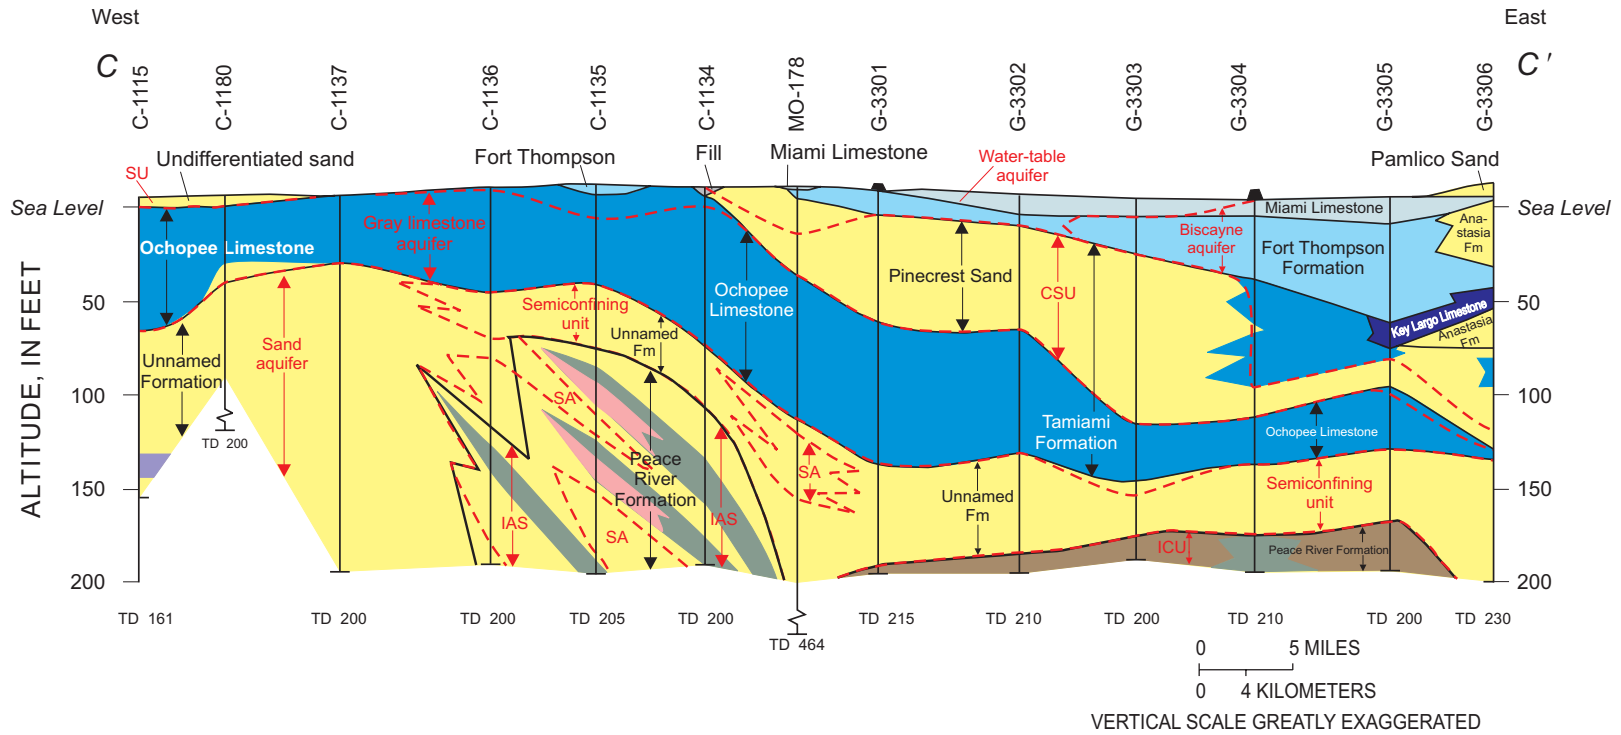 West
East
C
C-1115
C-1180
C-1137
C-1136
C-1135
C-1134
MO-178
G-3301
G-3302
G-3303
G-3304
G-3305
G-3306
C'
SU
Undifferentiated sand
Fort Thompson
Fill
Miami Limestone
Water-table
aquifer
Pamlico Sand
Sea Level
Sea Level
ALTITUDE, IN FEET
50
100
150
200
50
100
150
200
Ochopee Limestone
Gray limestone
aquifer
Unnamed
Formation
Sand
aquifer
Semiconfining
unit
Unnamed
Fm
Ochopee
Limestone
Pinecrest Sand
CSU
Biscayne
aquifer
Miami Limestone
Fort Thompson
Formation
Ana-
stasia
Fm
Key Largo Limestone
Anastasia
Fm
SA
Peace
River
Formation
IAS
SA
IAS
SA
Tamiami
Formation
Ochopee Limestone
Unnamed
Fm
Semiconfining
unit
ICU
Peace River Formation
TD 200
TD 161
TD 200
TD 200
TD 205
TD 200
TD 464
TD 215
TD 210
TD 200
TD 210
TD 200
TD 230
0 5 MILES
0 4 KILOMETERS
VERTICAL SCALE GREATLY EXAGGERATED